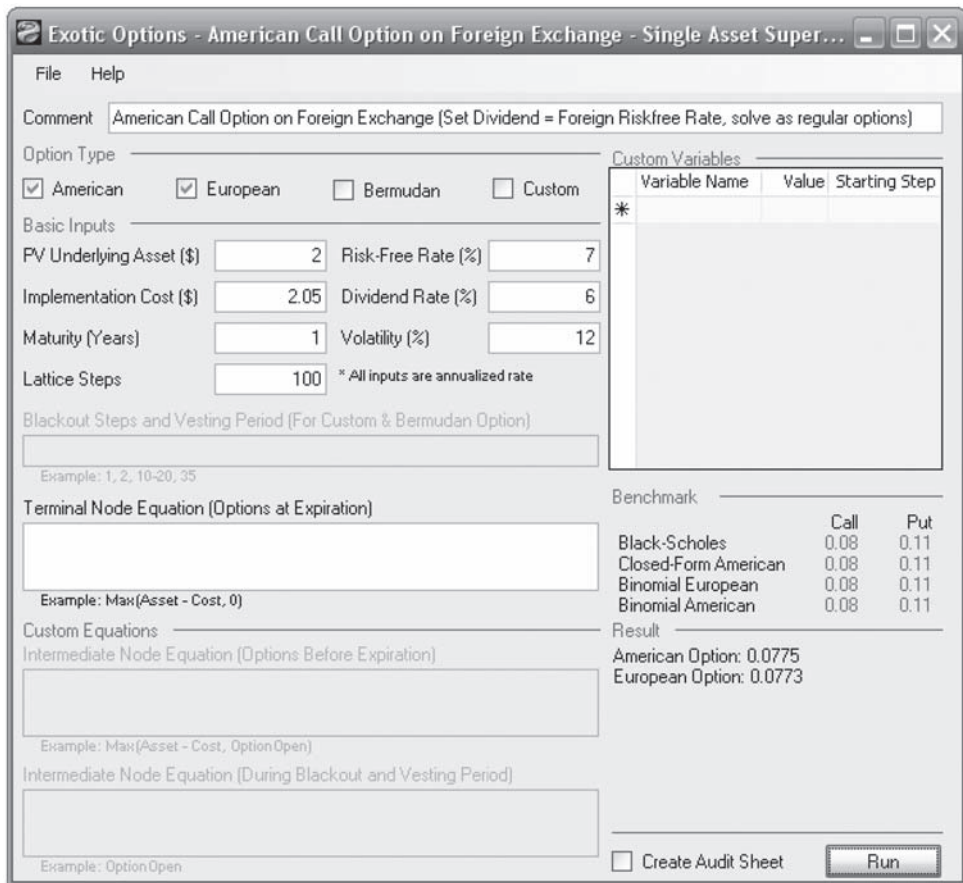 Exotic Options - American Call Option on Foreign Exchange - Single Asset Super...
File Help
Comment American Call Option on Foreign Exchange (Set Dividend = Foreign Riskfree Rate, solve as regular options)
Option Type
American European Bermudan Custom
Basic Inputs
PV Underlying Asset ($) 2 Risk-Free Rate (%) 7
Implementation Cost ($) 2.05 Dividend Rate (%) 6
Maturity (Years) 1 Volatility (%) 12
Lattice Steps 100 * All inputs are annualized rate
Blackout Steps and Vesting Period (For Custom & Bermudan Option)
Example: 1, 2, 10-20, 35
Terminal Node Equation (Options at Expiration)
Example: Max(Asset - Cost, 0)
Custom Equations
Intermediate Node Equation (Options Before Expiration)
Example: Max(Asset - Cost, OptionOpen)
Intermediate Node Equation (During Blackout and Vesting Period)
Example: OptionOpen
Custom Variables
Variable Name Value Starting Step
*
Benchmark
Call Put
Black-Scholes 0.08 0.11
Closed-Form American 0.08 0.11
Binomial European 0.08 0.11
Binomial American 0.08 0.11
Result
American Option: 0.0775
European Option: 0.0773
Create Audit Sheet Run